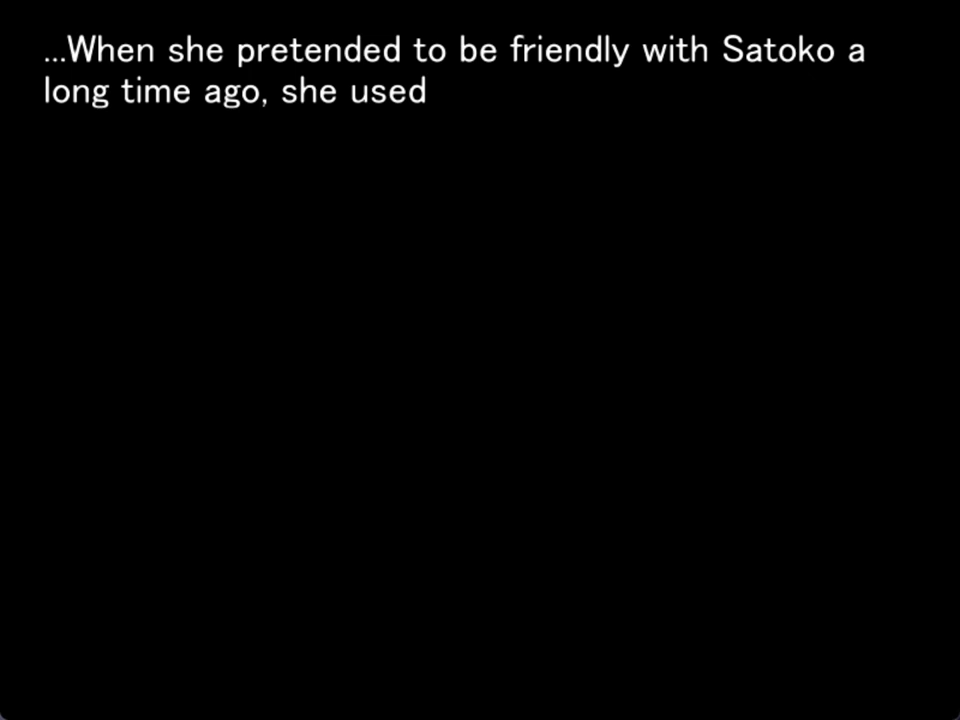 ...When she pretended to be friendly with Satoko a
long time ago, she used